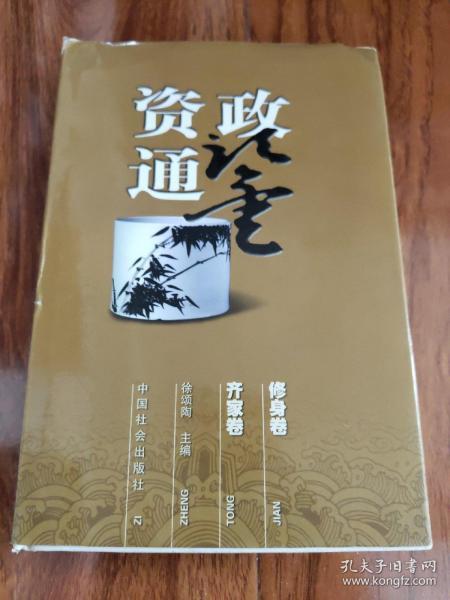 资政
通鉴
修身卷
JIAN
齐家卷
TONG
徐颂陶 主编
ZHENG
中国社会出版社
ZI
孔夫子旧书网
www.kongfz.com